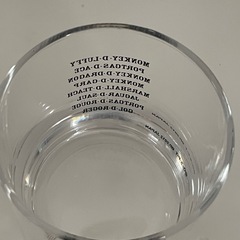 MONKEY·D·LUFFY
PORTGAS·D·ACE
MONKEY·D·DRAGON
MONKEY·D·GARP
MARSHALL·D·TEACH
JAGUAR·D·SAUL
PORTGAS·D·ROUGE
GOL·D·ROGER